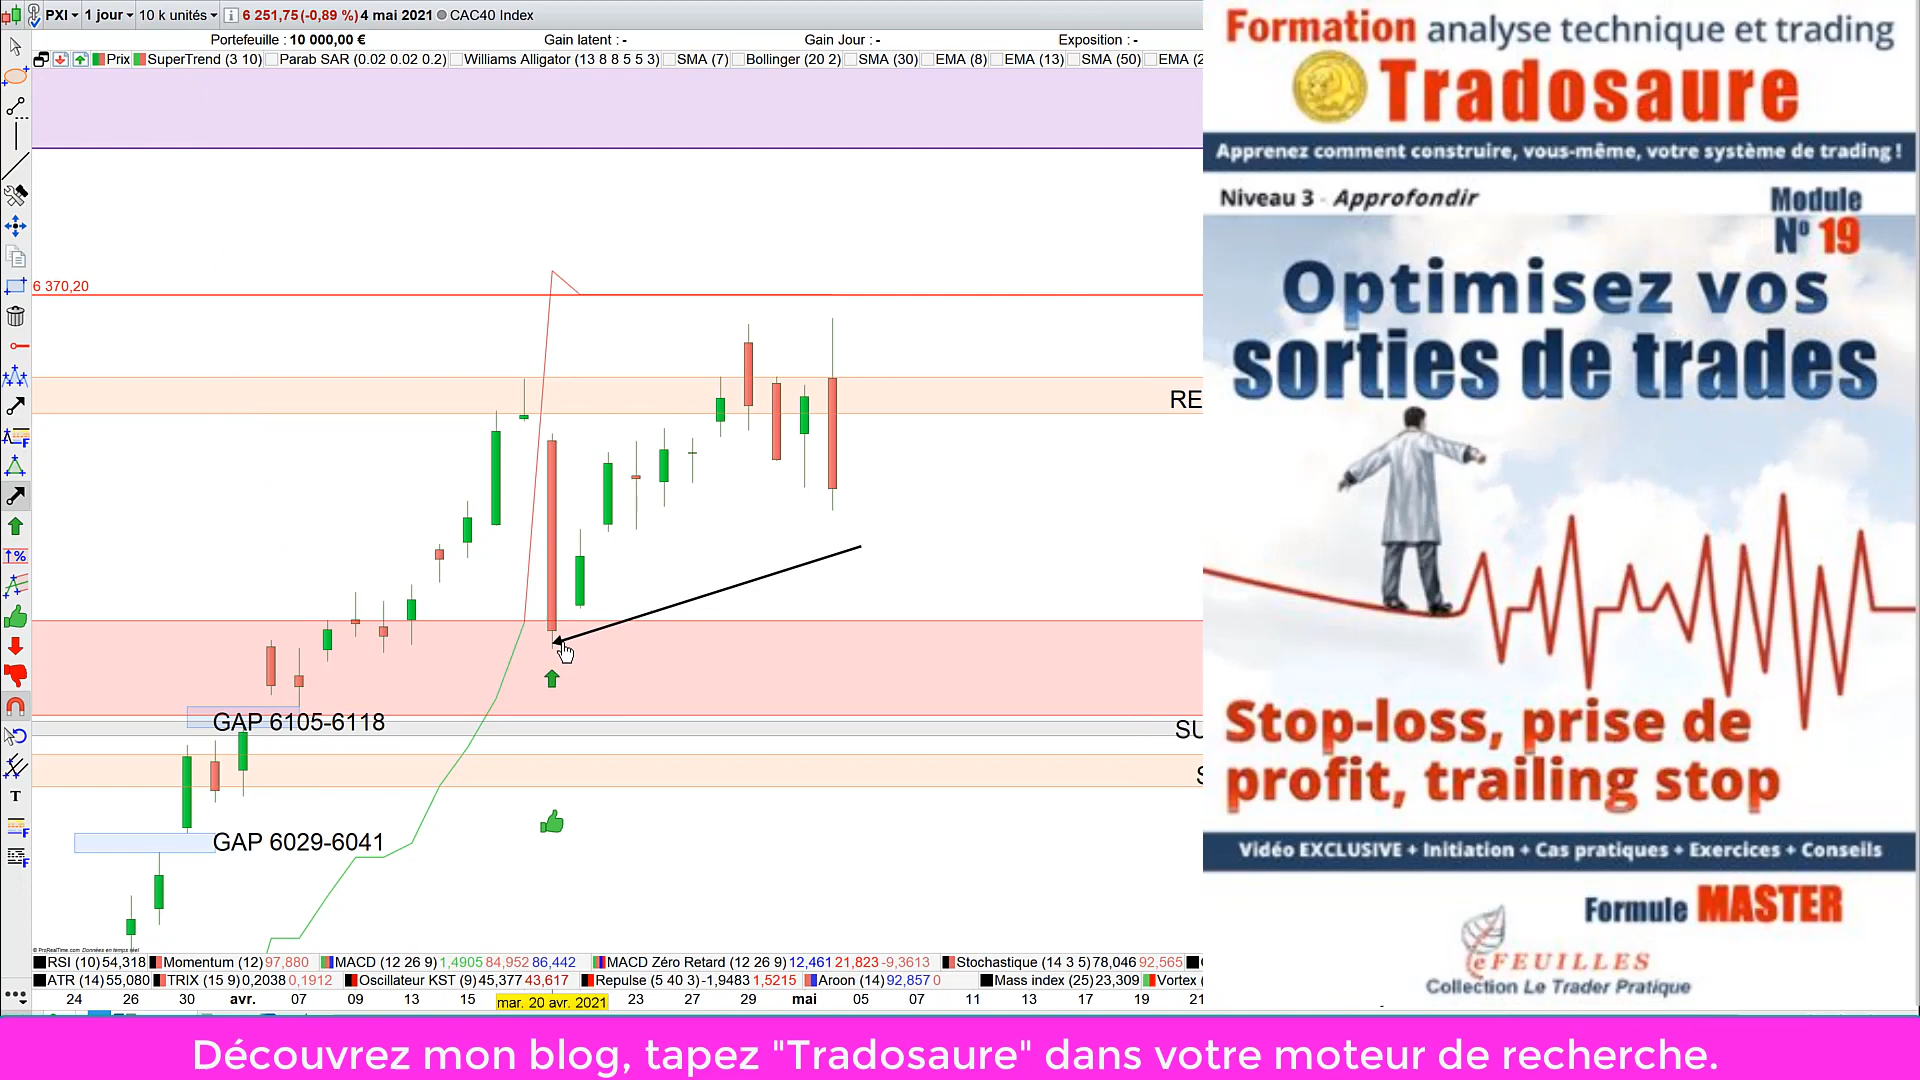 PXI 1 jour 10 k unités 6 251,75 (-0,89 %) 4 mai 2021 CAC40 Index
Portefeuille : 10 000,00 € Gain latent : - Gain Jour : - Exposition : -
Prix SuperTrend (3 10) Parab SAR (0.02 0.02 0.2) Williams Alligator (13 8 8 5 5 3) SMA (7) Bollinger (20 2) SMA (30) EMA (8) EMA (13) SMA (50) EMA (2
6 370,20
RE
GAP 6105-6118
SU
S
GAP 6029-6041
© ProRealTime.com Données en temps réel
RSI (10) 54,318 Momentum (12) 97,880 MACD (12 26 9) 1,4905 84,952 86,442 MACD Zéro Retard (12 26 9) 12,461 21,823 -9,3613 Stochastique (14 3 5) 78,046 92,565
ATR (14) 55,080 TRIX (15 9) 0,2038 0,1912 Oscillateur KST (9) 45,377 43,617 Repulse (5 40 3) -1,9483 1,5215 Aroon (14) 92,857 0 Mass index (25) 23,309 Vortex (
24 26 30 avr. 07 09 13 15 mar. 20 avr. 2021 23 27 29 mai 05 07 11 13 17 19 21
Formation analyse technique et trading
Tradosaure
Apprenez comment construire, vous-même, votre système de trading !
Niveau 3 - Approfondir
Module
N° 19
Optimisez vos
sorties de trades
Stop-loss, prise de
profit, trailing stop
Vidéo EXCLUSIVE + Initiation + Cas pratiques + Exercices + Conseils
Formule MASTER
eFEUILLES
Collection Le Trader Pratique
Découvrez mon blog, tapez "Tradosaure" dans votre moteur de recherche.